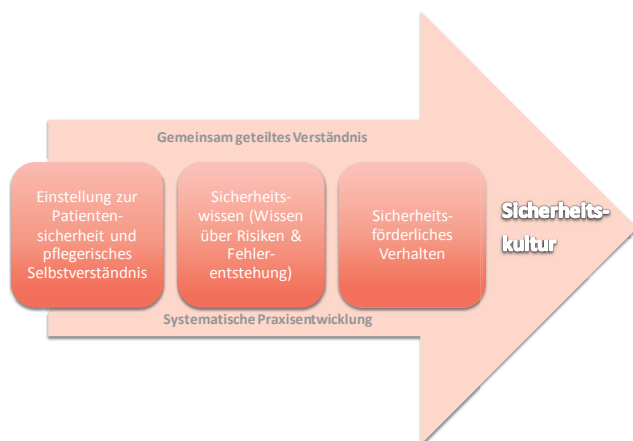 Gemeinsam geteiltes Verständnis
Einstellung zur
Patienten-
sicherheit und
pflegerisches
Selbstverständnis
Sicherheits-
wissen (Wissen
über Risiken &
Fehler-
entstehung)
Sicherheits-
förderliches
Verhalten
Sicherheits-
kultur
Systematische Praxisentwicklung